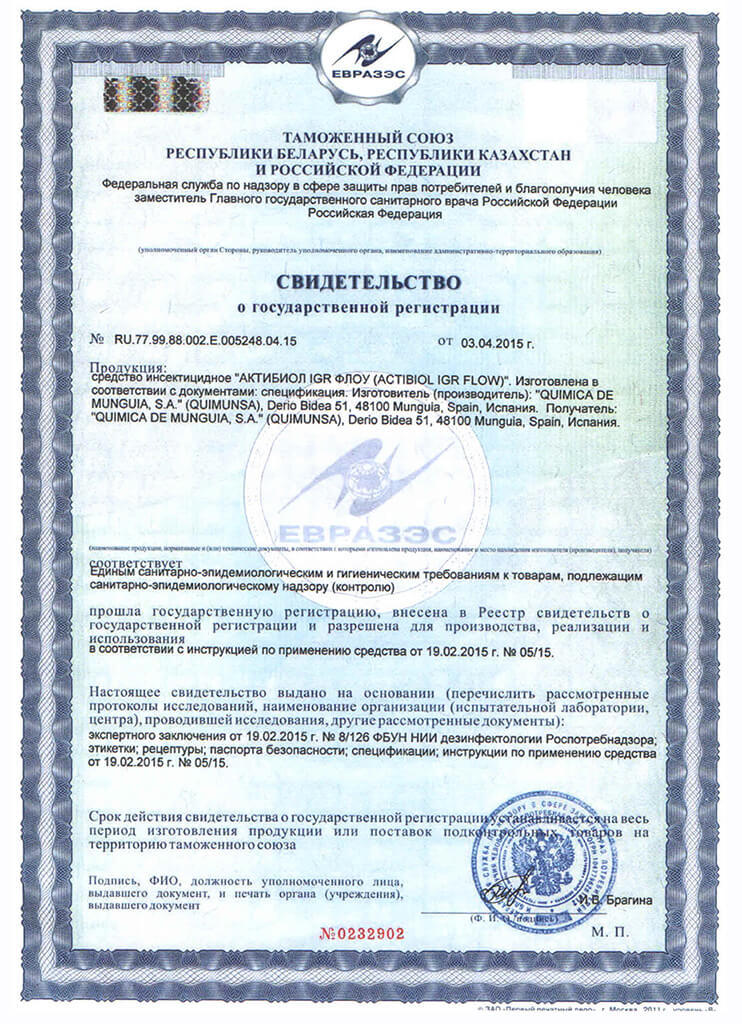 ЕВРАЗЭС
ТАМОЖЕННЫЙ СОЮЗ
РЕСПУБЛИКИ БЕЛАРУСЬ, РЕСПУБЛИКИ КАЗАХСТАН
И РОССИЙСКОЙ ФЕДЕРАЦИИ
Федеральная служба по надзору в сфере защиты прав потребителей и благополучия человека
заместитель Главного государственного санитарного врача Российской Федерации
Российская Федерация
(уполномоченный орган Стороны, руководитель уполномоченного органа, наименование административно-территориального образования)
СВИДЕТЕЛЬСТВО
о государственной регистрации
№ RU.77.99.88.002.Е.005248.04.15 от 03.04.2015 г.
Продукция:
средство инсектицидное "АКТИБИОЛ IGR ФЛОУ (ACTIBIOL IGR FLOW)". Изготовлена в
соответствии с документами: спецификация. Изготовитель (производитель): "QUIMICA DE
MUNGUIA, S.A." (QUIMUNSA), Derio Bidea 51, 48100 Munguia, Spain, Испания. Получатель:
"QUIMICA DE MUNGUIA, S.A." (QUIMUNSA), Derio Bidea 51, 48100 Munguia, Spain, Испания.
ЕВРАЗЭС
(наименование продукции, нормативные и (или) технические документы, в соответствии с которыми изготовлена продукция, наименование и место нахождения изготовителя (производителя), получателя)
соответствует
Единым санитарно-эпидемиологическим и гигиеническим требованиям к товарам, подлежащим
санитарно-эпидемиологическому надзору (контролю)
прошла государственную регистрацию, внесена в Реестр свидетельств о
государственной регистрации и разрешена для производства, реализации и
использования
в соответствии с инструкцией по применению средства от 19.02.2015 г. № 05/15.
Настоящее свидетельство выдано на основании (перечислить рассмотренные
протоколы исследований, наименование организации (испытательной лаборатории,
центра), проводившей исследования, другие рассмотренные документы):
экспертного заключения от 19.02.2015 г. № 8/126 ФБУН НИИ дезинфектологии Роспотребнадзора;
этикетки; рецептуры; паспорта безопасности; спецификации; инструкции по применению средства
от 19.02.2015 г. № 05/15.
Срок действия свидетельства о государственной регистрации устанавливается на весь
период изготовления продукции или поставок подконтрольных товаров на
территорию таможенного союза
Подпись, ФИО, должность уполномоченного лица,
выдавшего документ, и печать органа (учреждения),
выдавшего документ
И.В. Брагина
(Ф. И. О./подпись)
М. П.
№0232902